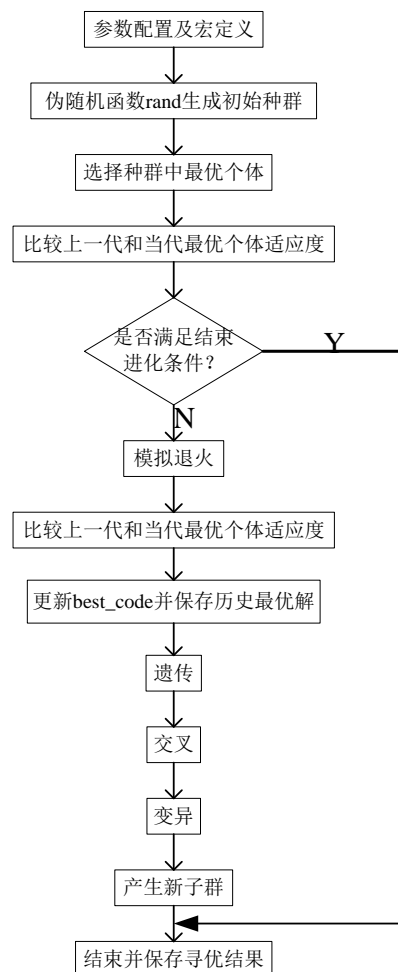 参数配置及宏定义
伪随机函数rand生成初始种群
选择种群中最优个体
比较上一代和当代最优个体适应度
是否满足结束
进化条件？
Y
N
模拟退火
比较上一代和当代最优个体适应度
更新best_code并保存历史最优解
遗传
交叉
变异
产生新子群
结束并保存寻优结果